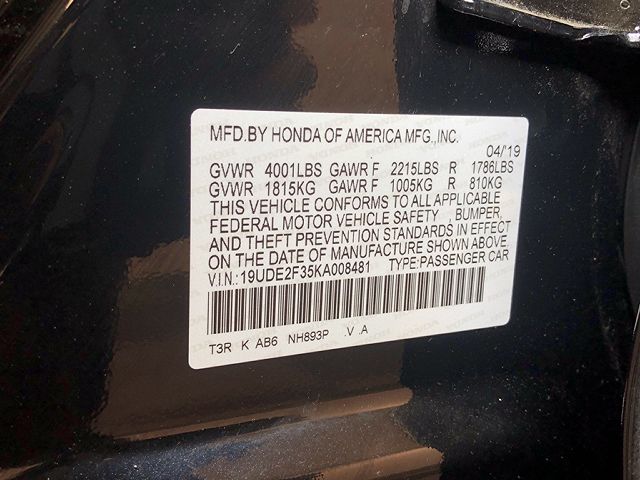 MFD.BY HONDA OF AMERICA MFG.,INC.
04/'19
GVWR 4001LBS GAWR F 2215LBS R 1786LBS
GVWR 1815KG GAWR F 1005KG R 810KG
THIS VEHICLE CONFORMS TO ALL APPLICABLE
FEDERAL MOTOR VEHICLE SAFETY , BUMPER,
AND THEFT PREVENTION STANDARDS IN EFFECT
ON THE DATE OF MANUFACTURE SHOWN ABOVE.
V.I.N.: 19UDE2F35KA008481 TYPE:PASSENGER CAR
T3R K AB6 NH893P .V .A